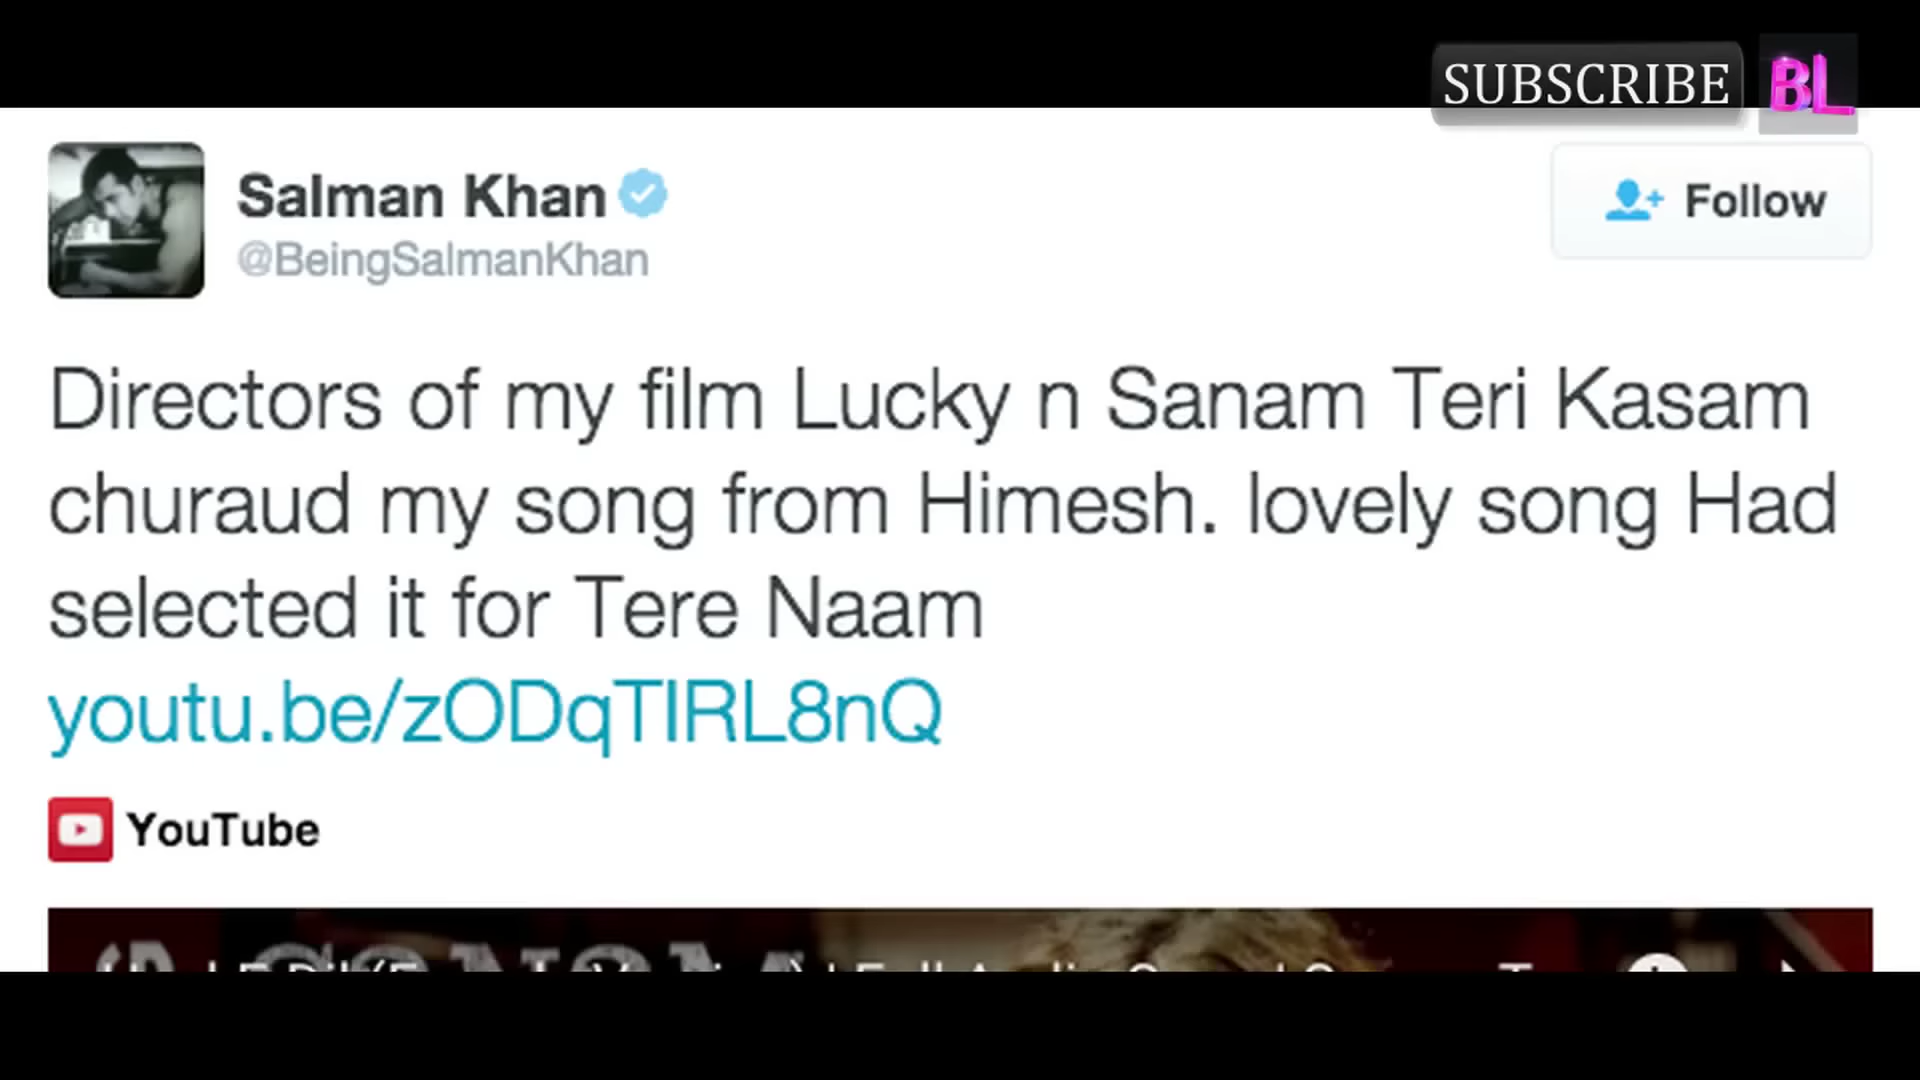 SUBSCRIBE BL
Salman Khan
Follow
@BeingSalmanKhan
Directors of my film Lucky n Sanam Teri Kasam
churaud my song from Himesh. lovely song Had
selected it for Tere Naam
youtu.be/zODqTIRL8nQ
YouTube